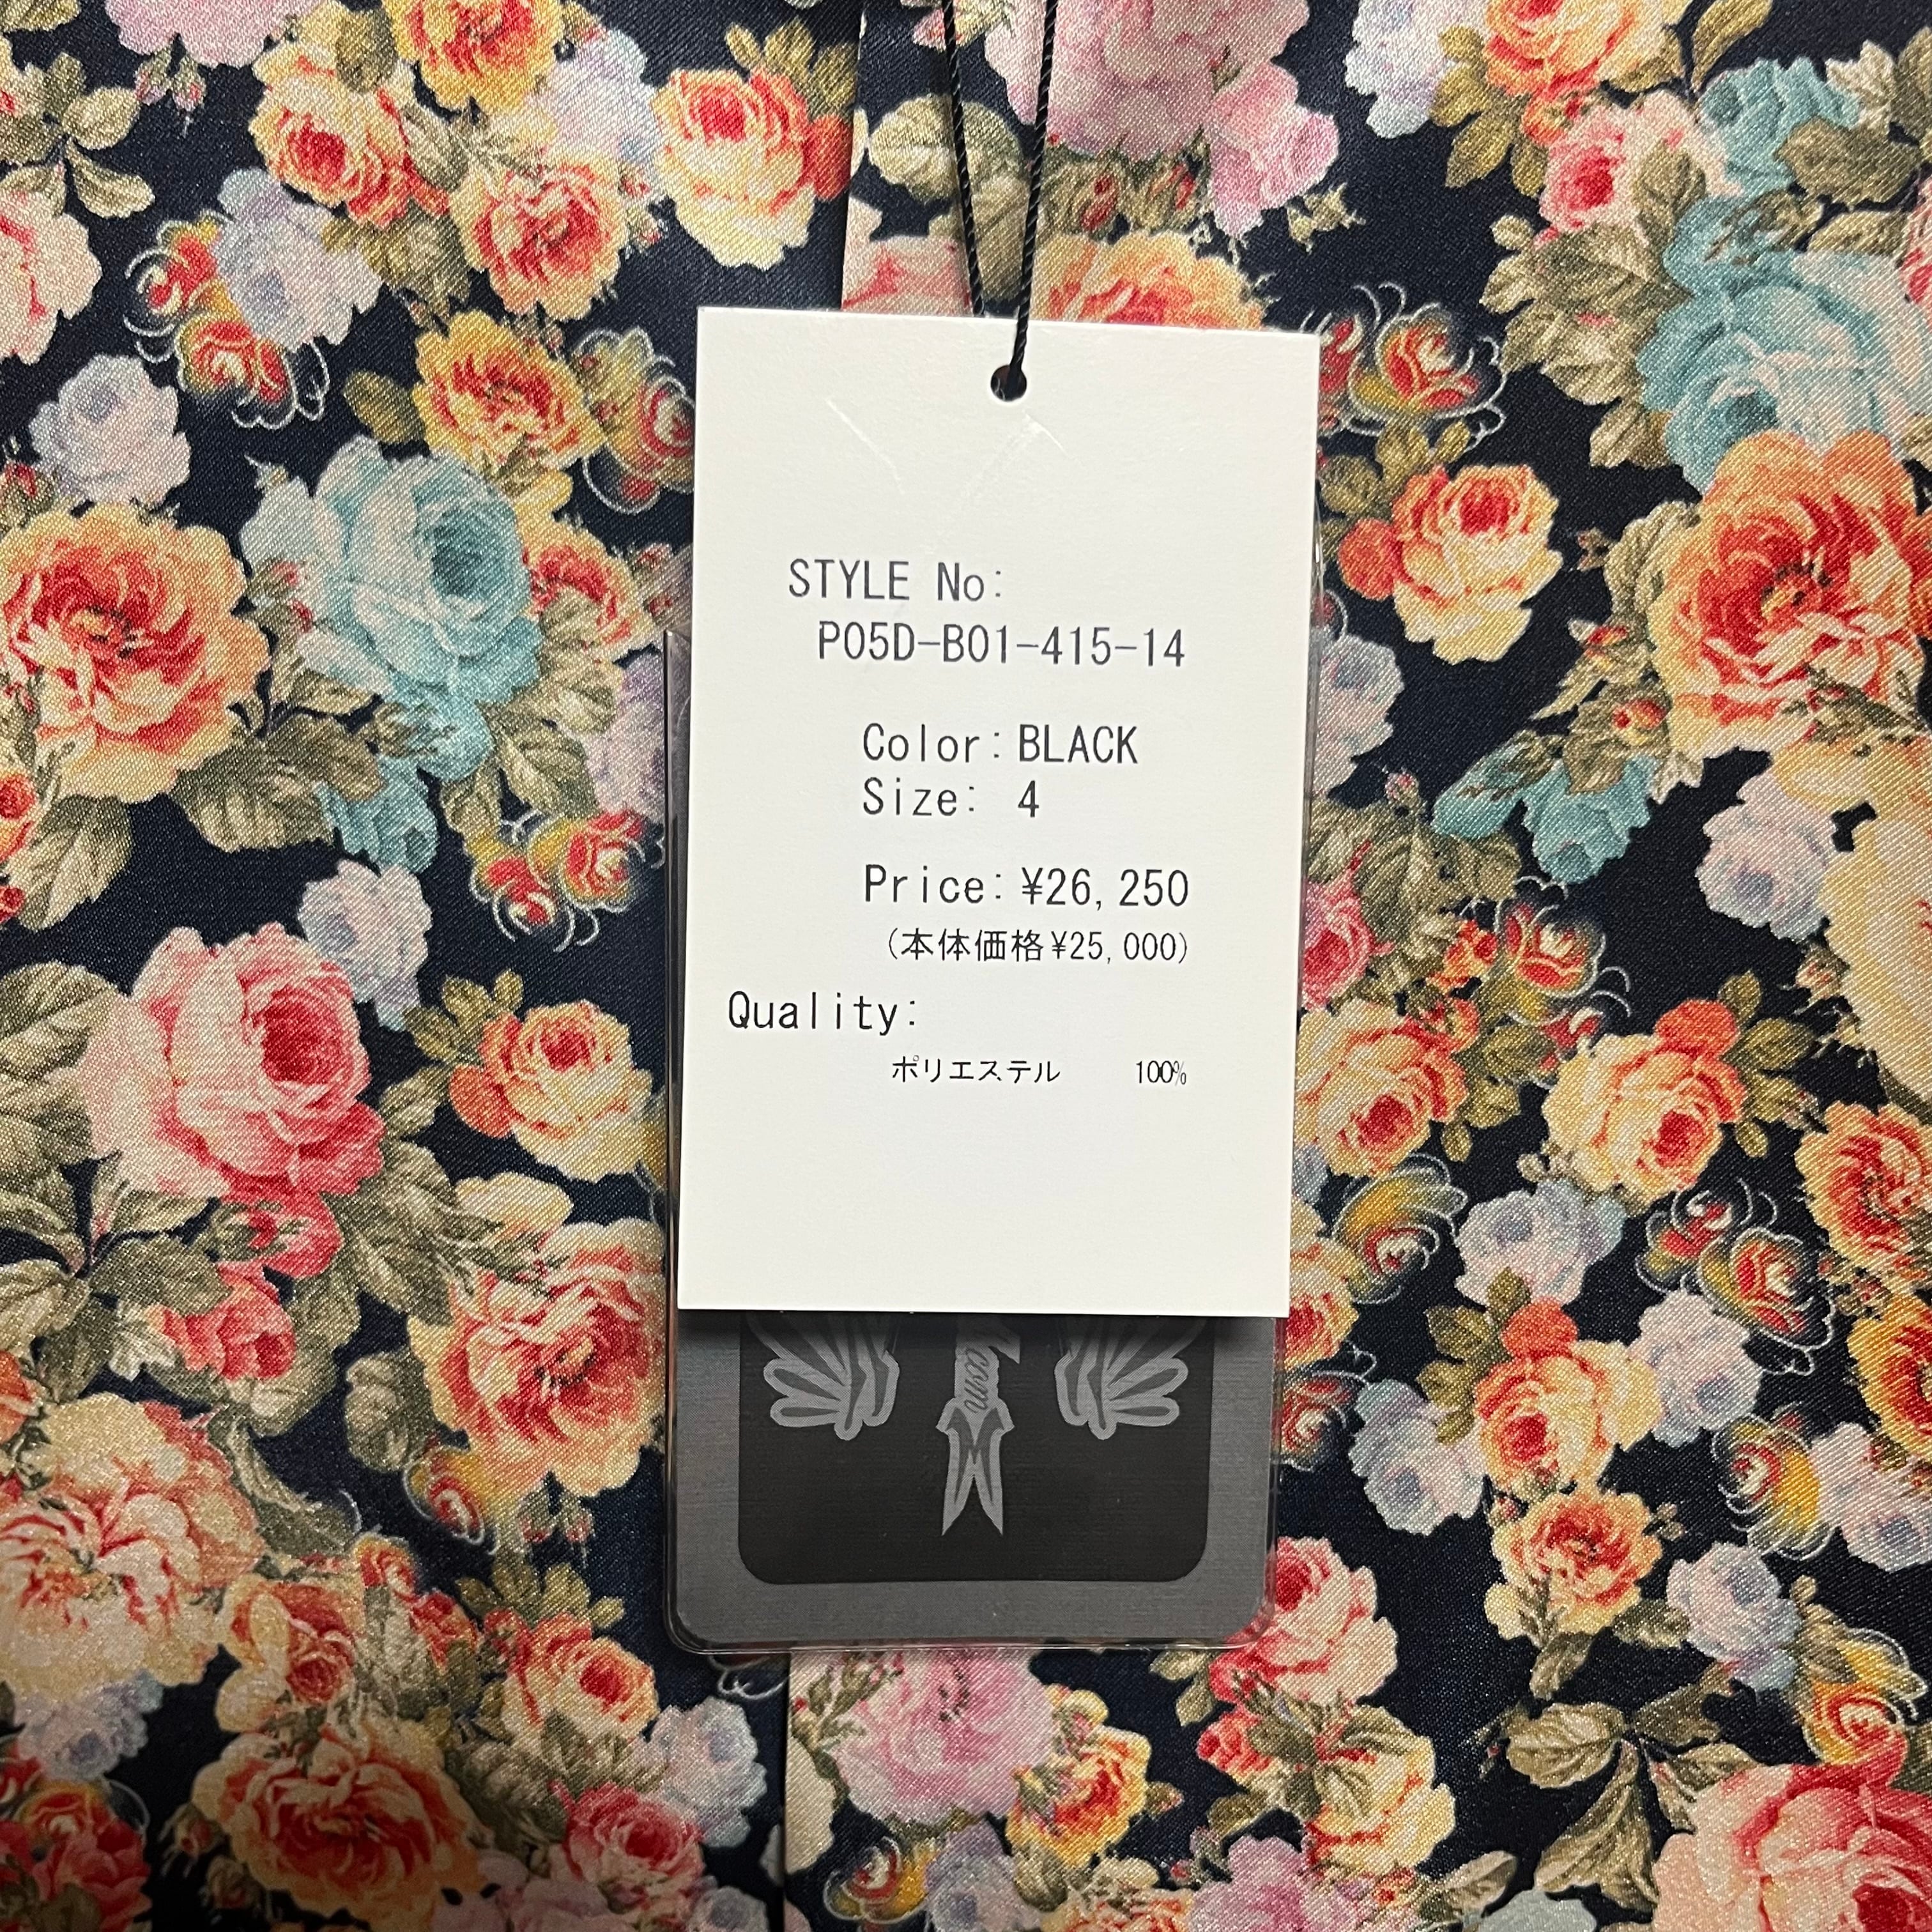 STYLE No:
P05D-B01-415-14
Color: BLACK
Size: 4
Price: ¥26,250
(本体価格¥25,000)
Quality:
ポリエステル 100%